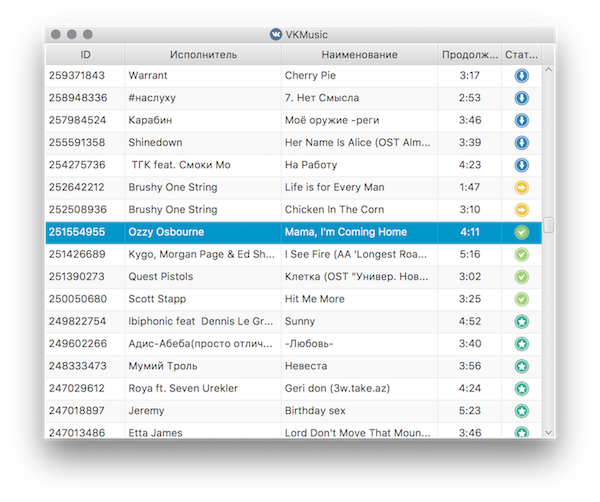 VKMusic
ID Исполнитель Наименование Продолж... Стат...
259371843 Warrant Cherry Pie 3:17
258948336 #наслуху 7. Нет Смысла 2:53
257984524 Карабин Моё оружие -реги 3:46
255591358 Shinedown Her Name Is Alice (OST Alm... 3:39
254275736 ТГК feat. Смоки Мо На Работу 4:23
252642212 Brushy One String Life is for Every Man 1:47
252508936 Brushy One String Chicken In The Corn 3:10
251554955 Ozzy Osbourne Mama, I'm Coming Home 4:11
251426689 Kygo, Morgan Page & Ed Sh... I See Fire (AA 'Longest Roa... 5:16
251390273 Quest Pistols Клетка (OST "Универ. Нов... 3:02
250050680 Scott Stapp Hit Me More 3:25
249822754 Ibiphonic feat  Dennis Le Gr... Sunny 4:52
249602266 Адис-Абеба(просто отлич... -Любовь- 3:40
248333473 Мумий Тролль Невеста 3:56
247029612 Roya ft. Seven Urekler Geri don (3w.take.az) 4:24
247018897 Jeremy Birthday sex 5:23
247013486 Etta James Lord Don't Move That Moun... 3:46